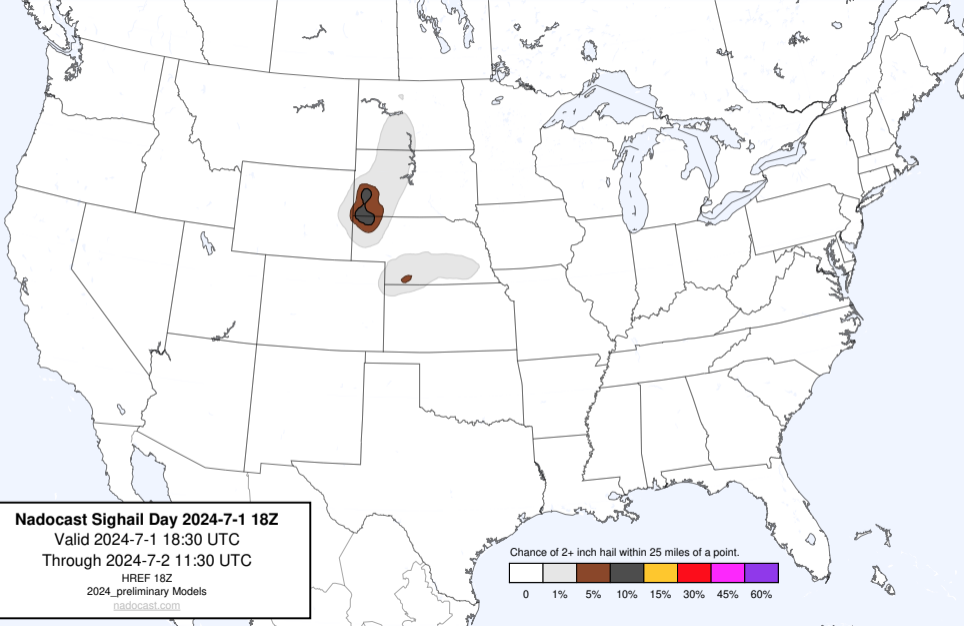 Nadocast Sighail Day 2024-7-1 18Z
Valid 2024-7-1 18:30 UTC
Through 2024-7-2 11:30 UTC
HREF 18Z
2024_preliminary Models
nadocast.com
Chance of 2+ inch hail within 25 miles of a point.
0 1% 5% 10% 15% 30% 45% 60%